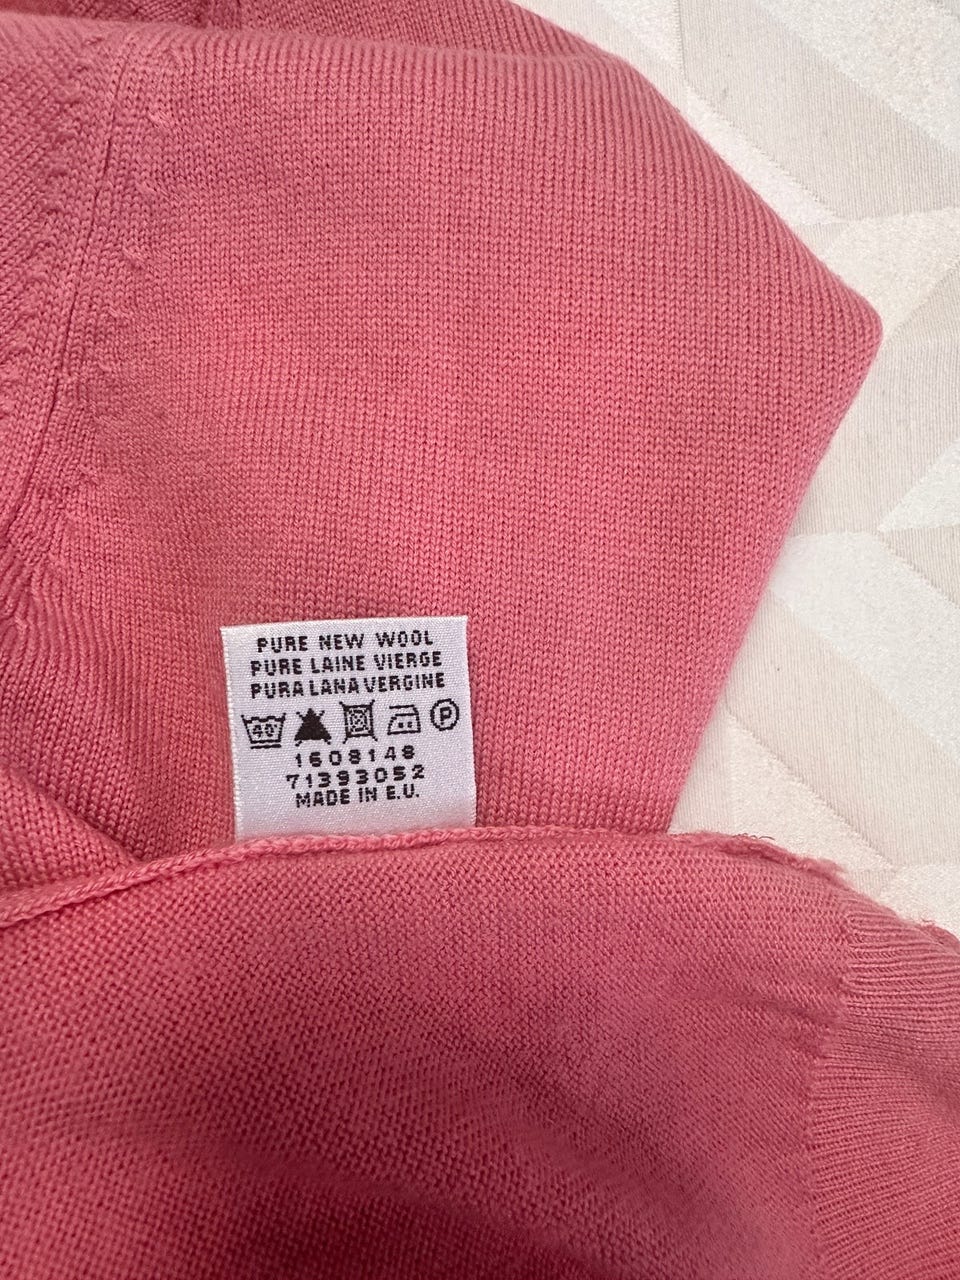 PURE NEW WOOL
PURE LAINE VIERGE
PURA LANA VERGINE
40 P
1608148
71393052
MADE IN E.U.